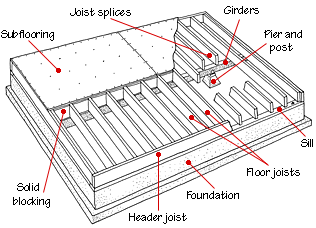 Joist splices
Girders
Subflooring
Pier and
post
Sill
Solid
blocking
Floor joists
Foundation
Header joist